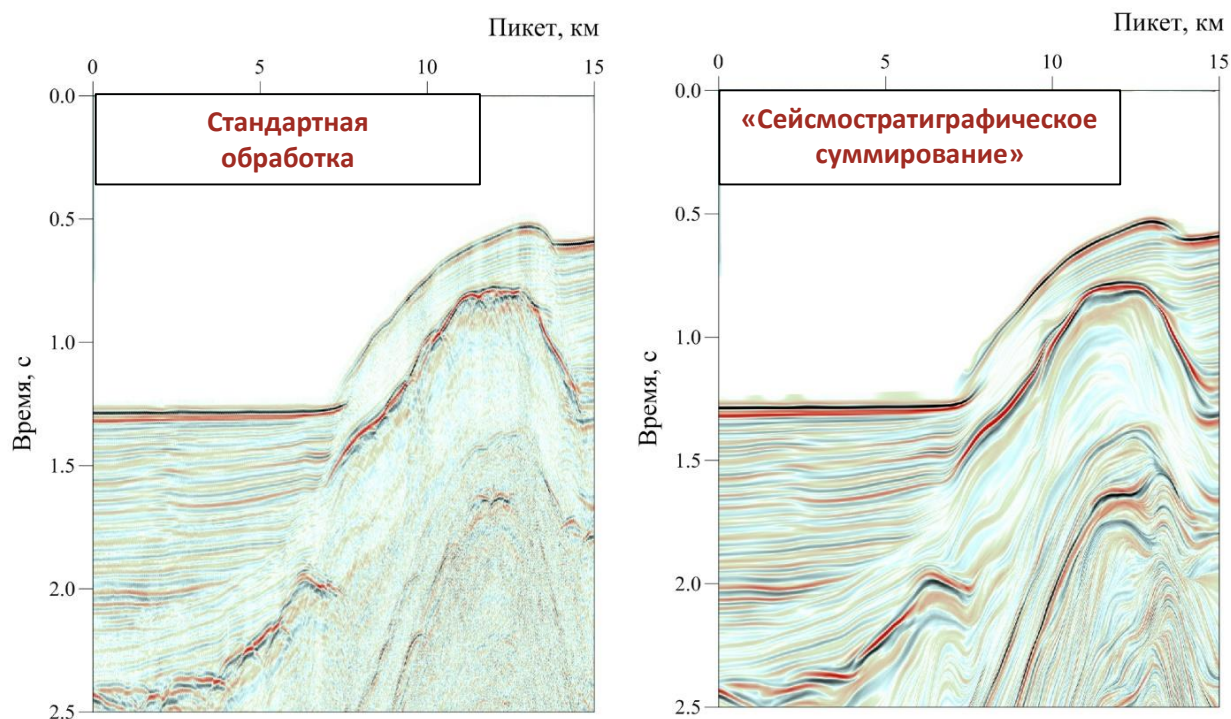 Пикет, км
0 5 10 15
Стандартная
обработка
0.0
0.5
1.0
1.5
2.0
2.5
Время, с
Пикет, км
0 5 10 15
«Сейсмостратиграфическое
суммирование»
0.0
0.5
1.0
1.5
2.0
2.5
Время, с